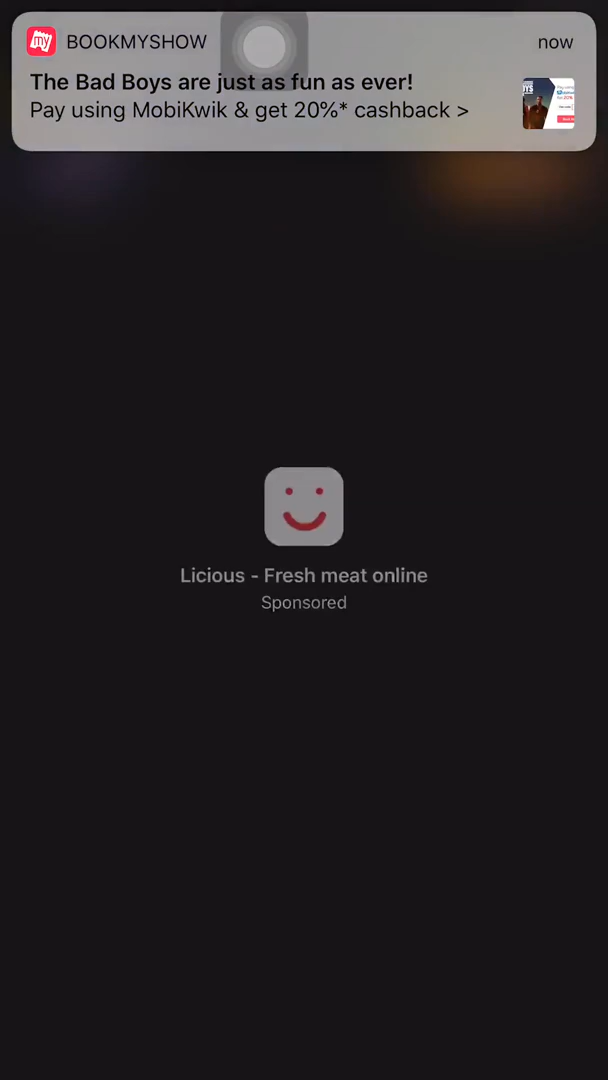 my BOOKMYSHOW now
The Bad Boys are just as fun as ever!
Pay using MobiKwik & get 20%* cashback >
Licious - Fresh meat online
Sponsored